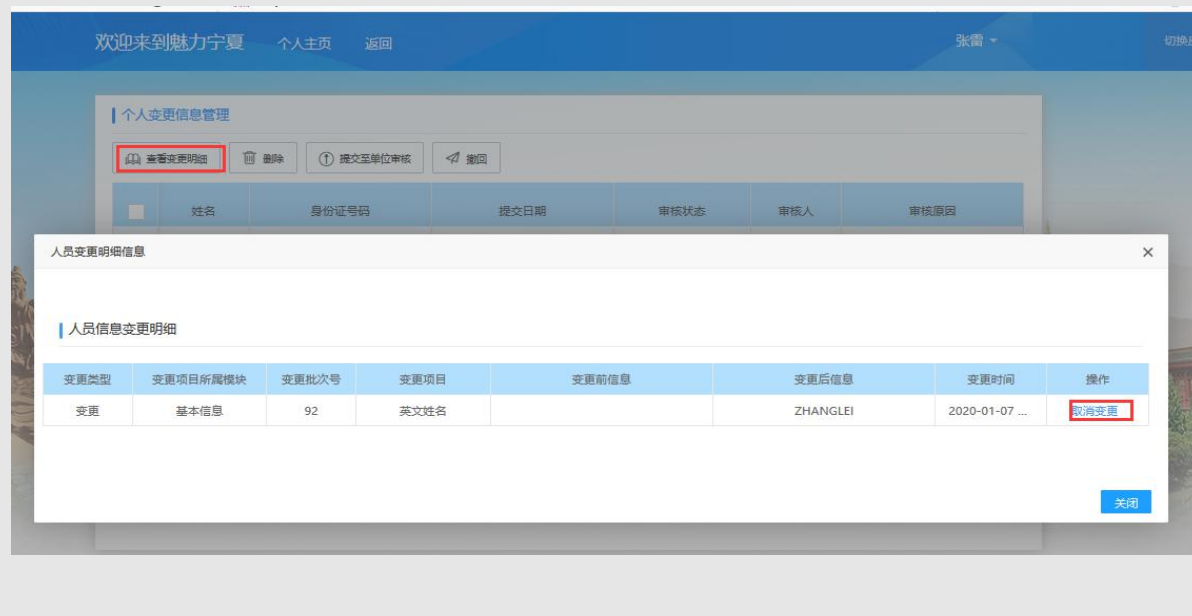 欢迎来到魅力宁夏 个人主页 返回 张雷 切换
个人变更信息管理
查看变更明细 删除 提交至单位审核 撤回
姓名 身份证号码 提交日期 审核状态 审核人 审核原因
人员变更明细信息
人员信息变更明细
变更类型 变更项目所属模块 变更批次号 变更项目 变更前信息 变更后信息 变更时间 操作
变更 基本信息 92 英文姓名 ZHANGLEI 2020-01-07 ... 取消变更
关闭